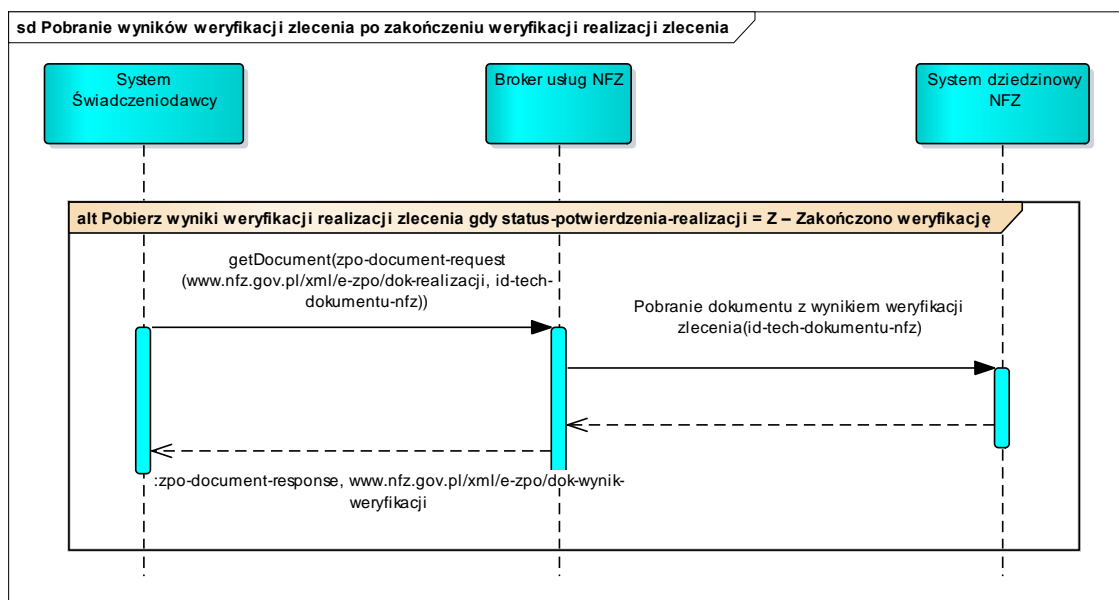 sd Pobranie wyników weryfikacji zlecenia po zakończeniu weryfikacji realizacji zlecenia
System
Świadczeniodawcy
Broker usług NFZ
System dziedzinowy
NFZ
alt Pobierz wyniki weryfikacji realizacji zlecenia gdy status-potwierdzenia-realizacji = Z – Zakończono weryfikację
getDocument(zpo-document-request
(www.nfz.gov.pl/xml/e-zpo/dok-realizacji, id-tech-
dokumentu-nfz))
Pobranie dokumentu z wynikiem weryfikacji
zlecenia(id-tech-dokumentu-nfz)
:zpo-document-response, www.nfz.gov.pl/xml/e-zpo/dok-wynik-
weryfikacji